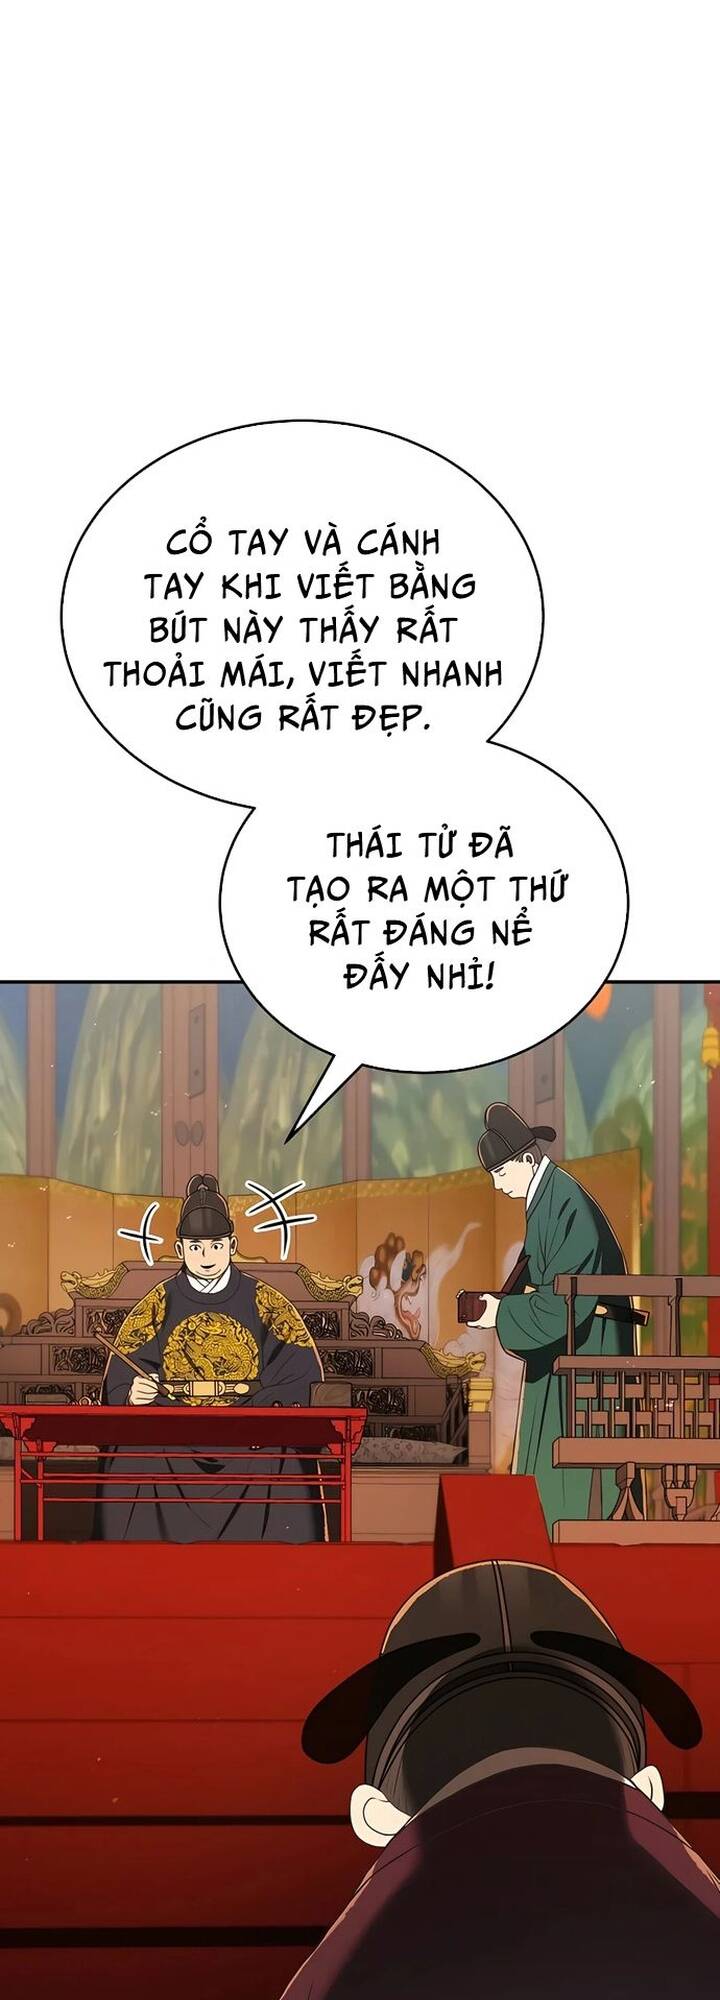 CỔ TAY VÀ CÁNH
TAY KHI VIẾT BẰNG
BÚT NÀY THẤY RẤT
THOẢI MÁI, VIẾT NHANH
CŨNG RẤT ĐẸP.
THÁI TỬ ĐÃ
TẠO RA MỘT THỨ
RẤT ĐÁNG NỂ
ĐẤY NHỈ!